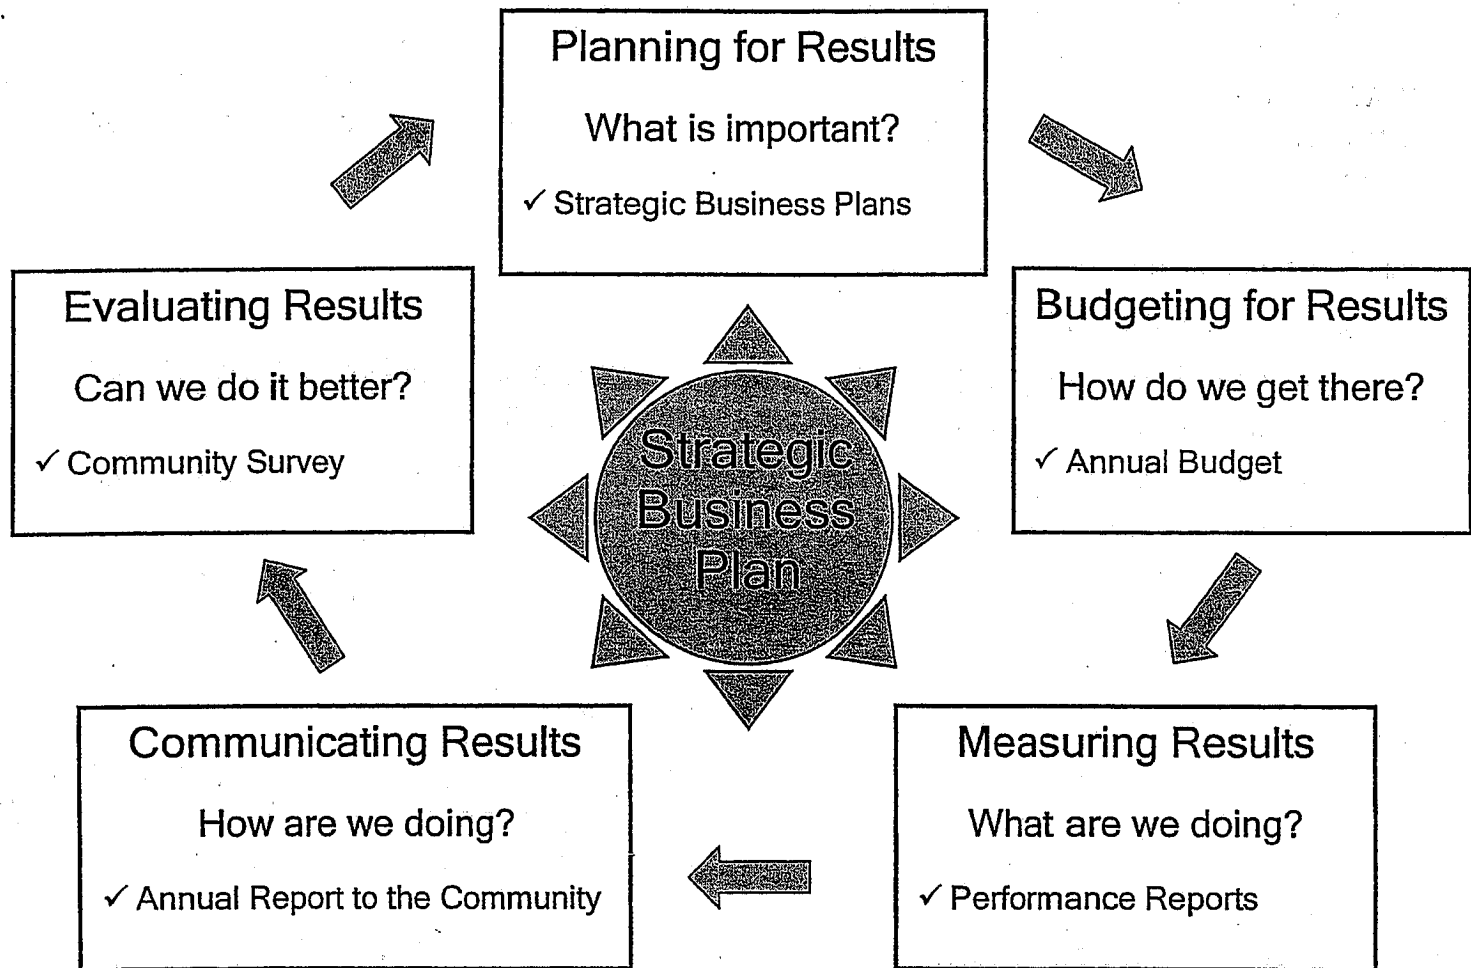 Planning for Results
What is important?
✓ Strategic Business Plans
Budgeting for Results
How do we get there?
✓ Annual Budget
Measuring Results
What are we doing?
✓ Performance Reports
Communicating Results
How are we doing?
✓ Annual Report to the Community
Evaluating Results
Can we do it better?
✓ Community Survey
Strategic
Business
Plan